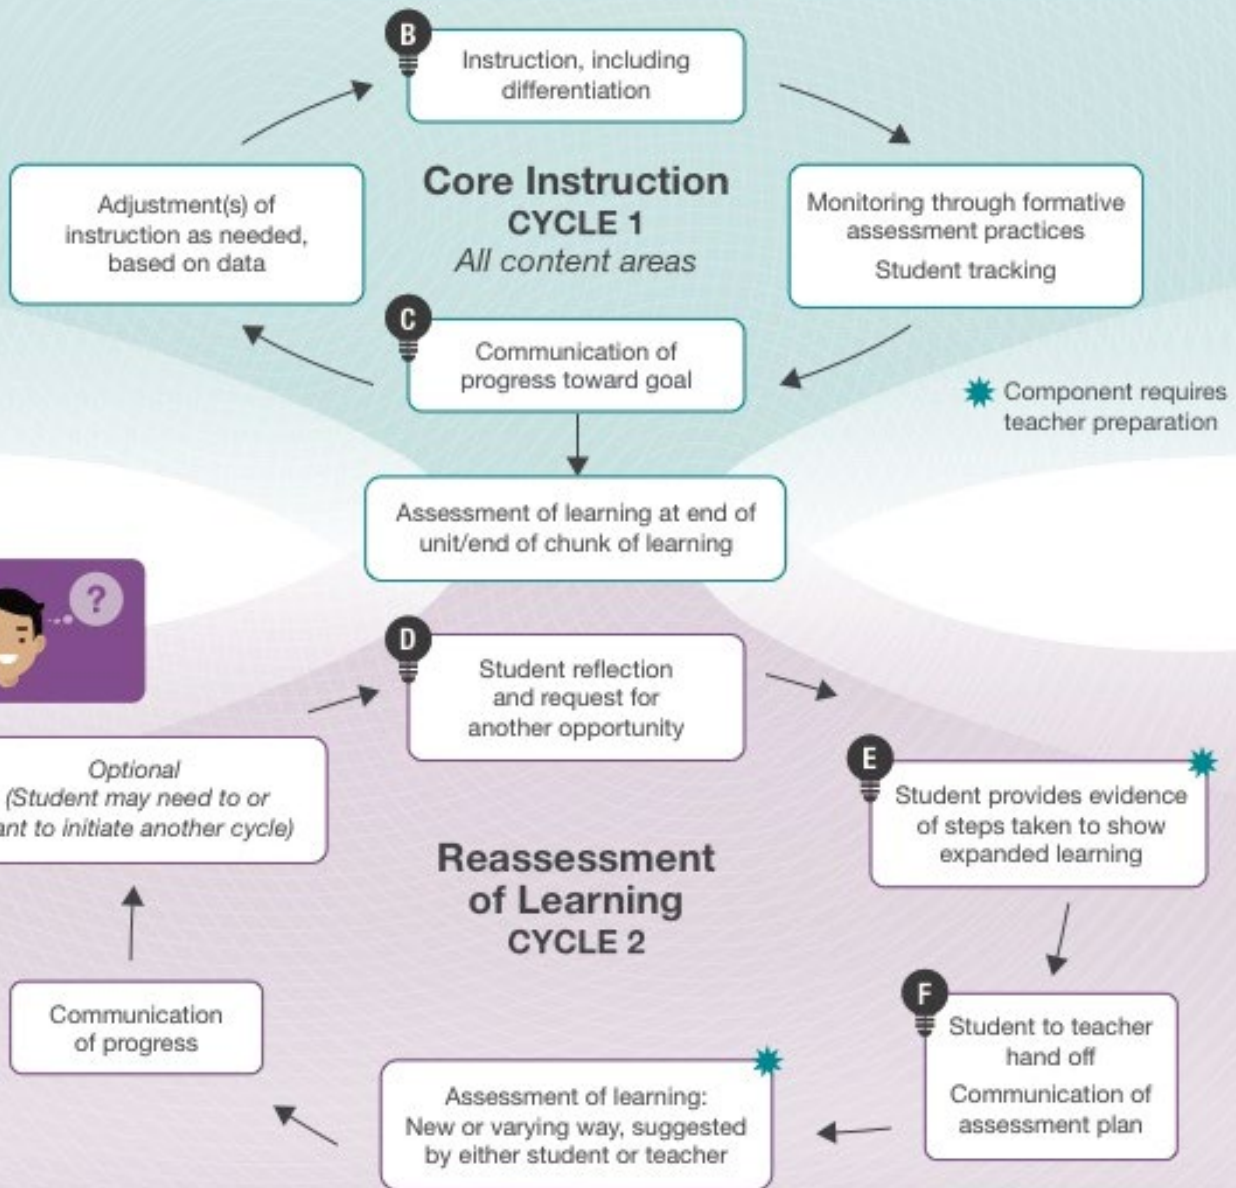 B
Instruction, including
differentiation
Core Instruction
CYCLE 1
All content areas
Adjustment(s) of
instruction as needed,
based on data
Monitoring through formative
assessment practices
Student tracking
C
Communication of
progress toward goal
Component requires
teacher preparation
Assessment of learning at end of
unit/end of chunk of learning
?
D
Student reflection
and request for
another opportunity
Optional
(Student may need to or
ant to initiate another cycle)
E
Student provides evidence
of steps taken to show
expanded learning
Reassessment
of Learning
CYCLE 2
F
Student to teacher
hand off
Communication of
assessment plan
Communication
of progress
Assessment of learning:
New or varying way, suggested
by either student or teacher